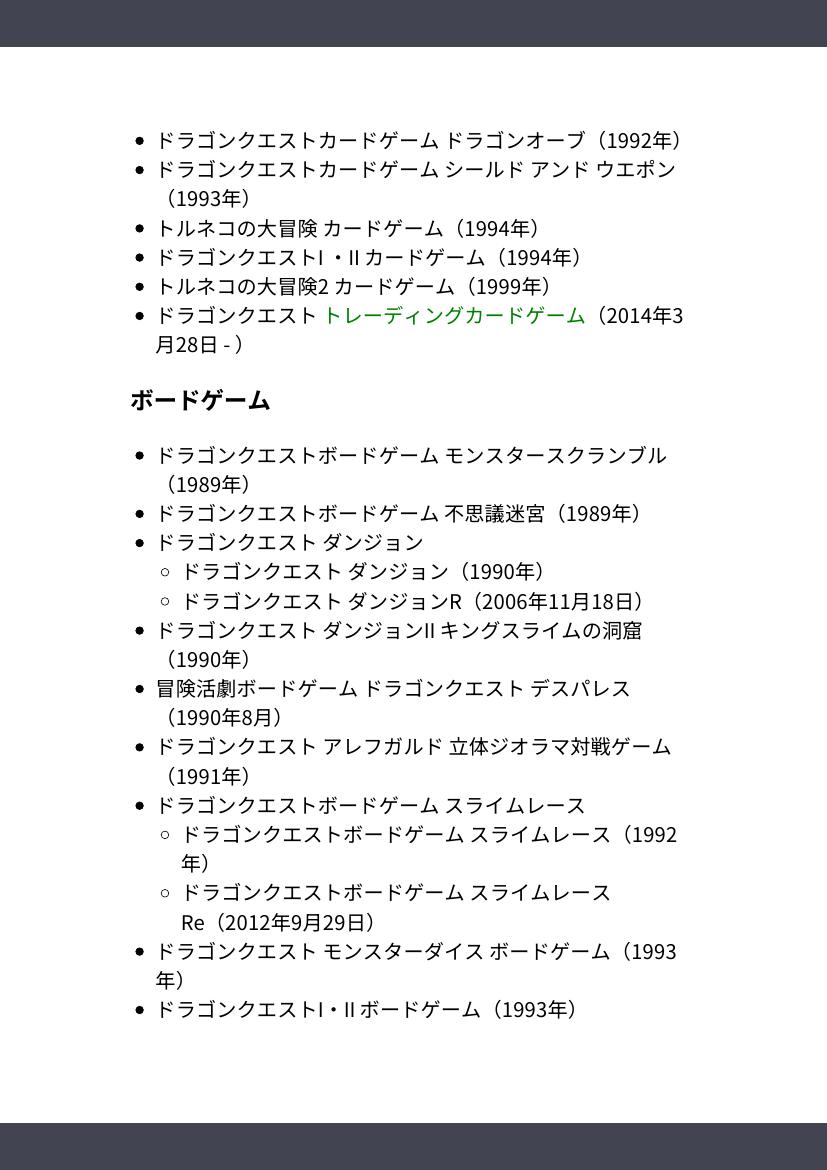 ドラゴンクエストカードゲーム ドラゴンオーブ（1992年）
ドラゴンクエストカードゲーム シールド アンド ウエポン
（1993年）
トルネコの大冒険 カードゲーム（1994年）
ドラゴンクエストI ・II カードゲーム（1994年）
トルネコの大冒険2 カードゲーム（1999年）
ドラゴンクエスト トレーディングカードゲーム（2014年3
月28日 - ）
ボードゲーム
ドラゴンクエストボードゲーム モンスタースクランブル
（1989年）
ドラゴンクエストボードゲーム 不思議迷宮（1989年）
ドラゴンクエスト ダンジョン
ドラゴンクエスト ダンジョン（1990年）
ドラゴンクエスト ダンジョンR（2006年11月18日）
ドラゴンクエスト ダンジョンII キングスライムの洞窟
（1990年）
冒険活劇ボードゲーム ドラゴンクエスト デスパレス
（1990年8月）
ドラゴンクエスト アレフガルド 立体ジオラマ対戦ゲーム
（1991年）
ドラゴンクエストボードゲーム スライムレース
ドラゴンクエストボードゲーム スライムレース（1992
年）
ドラゴンクエストボードゲーム スライムレース
Re（2012年9月29日）
ドラゴンクエスト モンスターダイス ボードゲーム（1993
年）
ドラゴンクエストI・II ボードゲーム（1993年）